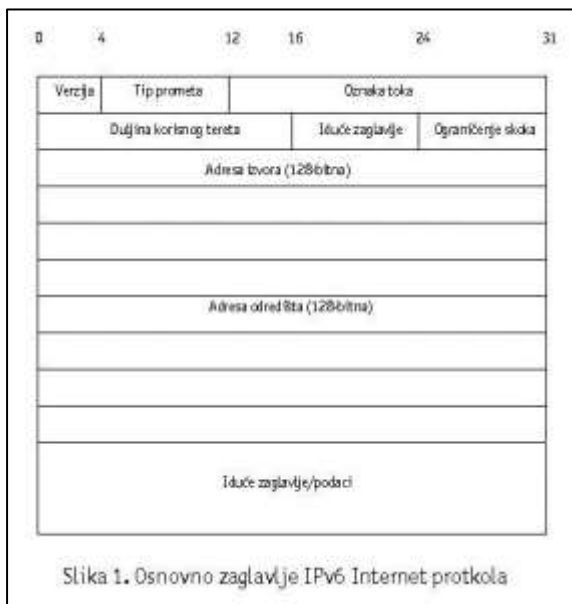 0 4 12 16 24 31
Verzija Tip prometa Oznaka toka
Duljina korisnog tereta Iduće zaglavlje Ograničenje skoka
Adresa izvora (128-bitna)
Adresa odredišta (128-bitna)
Iduće zaglavlje/podaci
Slika 1. Osnovno zaglavlje IPv6 Internet protkola